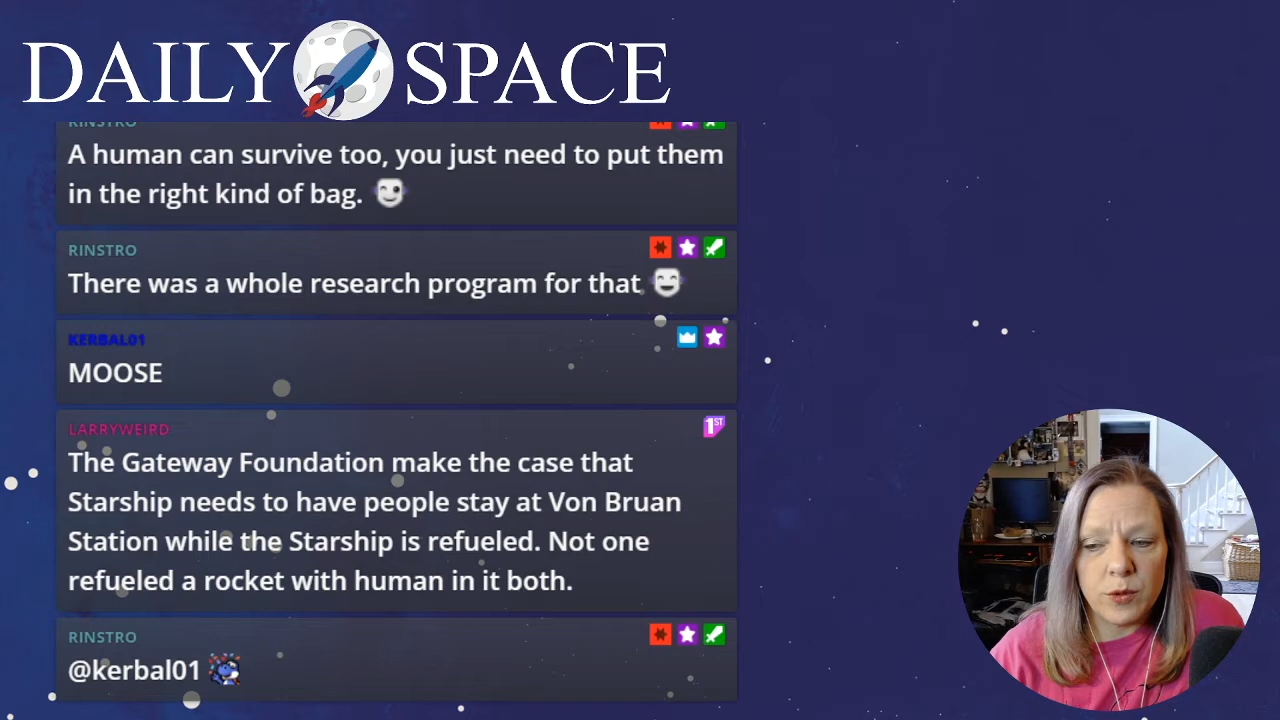 DAILY SPACE
RINSTRO
A human can survive too, you just need to put them
in the right kind of bag.
RINSTRO
There was a whole research program for that
KERBAL01
MOOSE
LARRYWEIRD
1ST
The Gateway Foundation make the case that
Starship needs to have people stay at Von Bruan
Station while the Starship is refueled. Not one
refueled a rocket with human in it both.
RINSTRO
@kerbal01